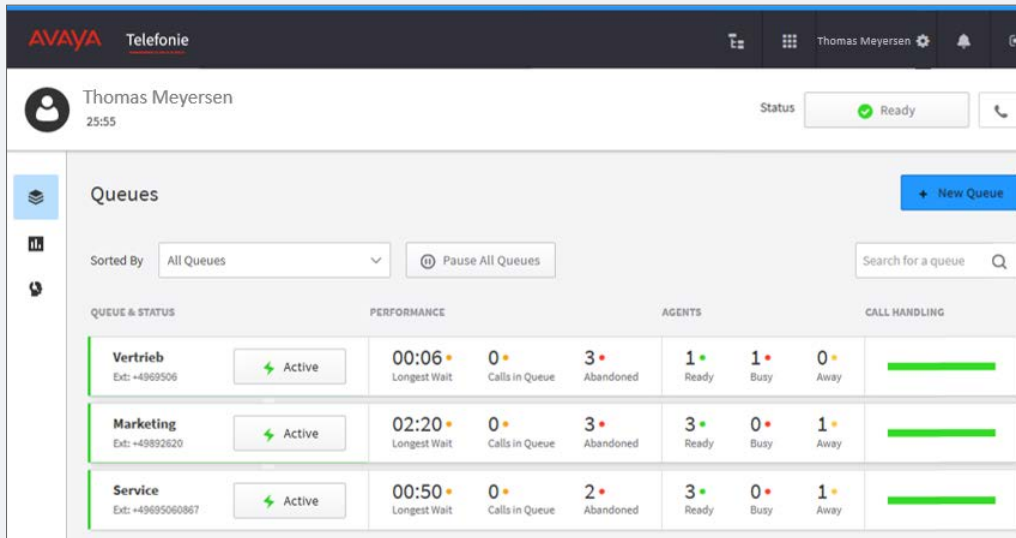 AVAYA Telefonie Thomas Meyersen
Thomas Meyersen
25:55
Status Ready
Queues
+ New Queue
Sorted By All Queues Pause All Queues Search for a queue
QUEUE & STATUS PERFORMANCE AGENTS CALL HANDLING
Vertrieb Active 00:06 0 3 1 1 0
Ext: +4969506 Longest Wait Calls in Queue Abandoned Ready Busy Away
Marketing Active 02:20 0 3 3 0 1
Ext: +49892620 Longest Wait Calls in Queue Abandoned Ready Busy Away
Service Active 00:50 0 2 3 0 1
Ext: +49695060867 Longest Wait Calls in Queue Abandoned Ready Busy Away